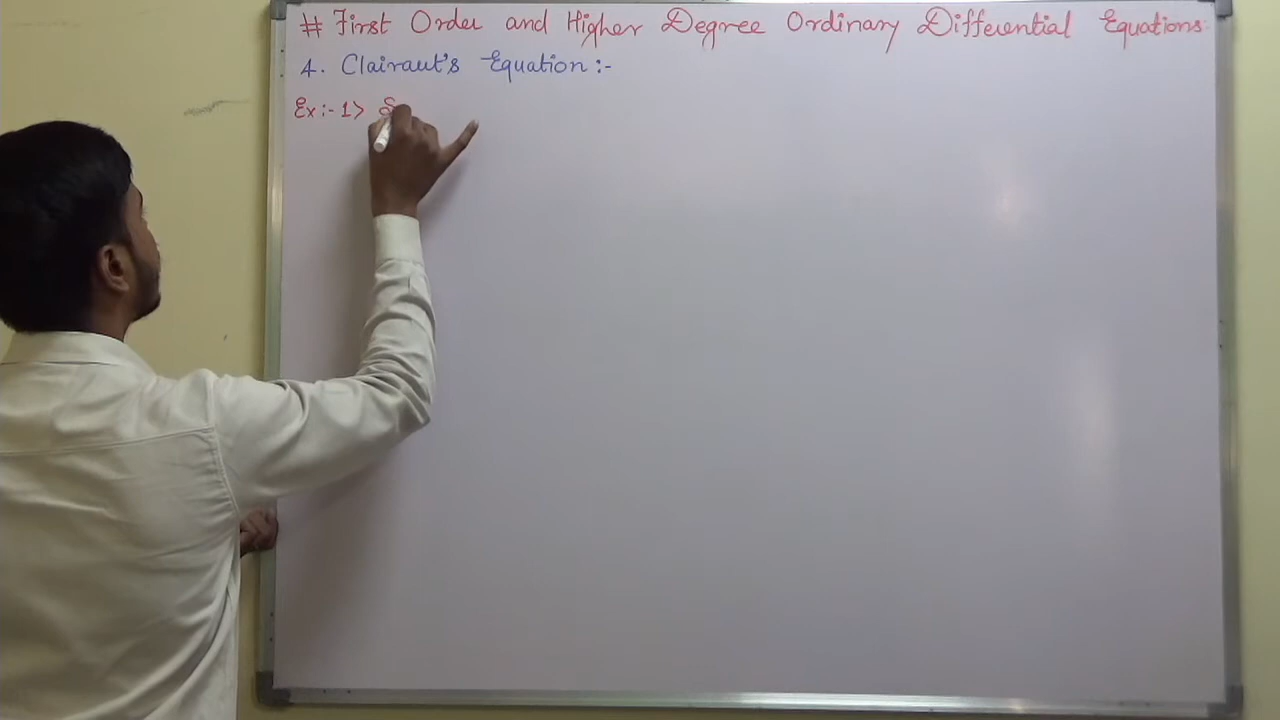 # First Order and Higher Degree Ordinary Differential Equations.
4. Clairaut's Equation :-
Ex:- 1> S